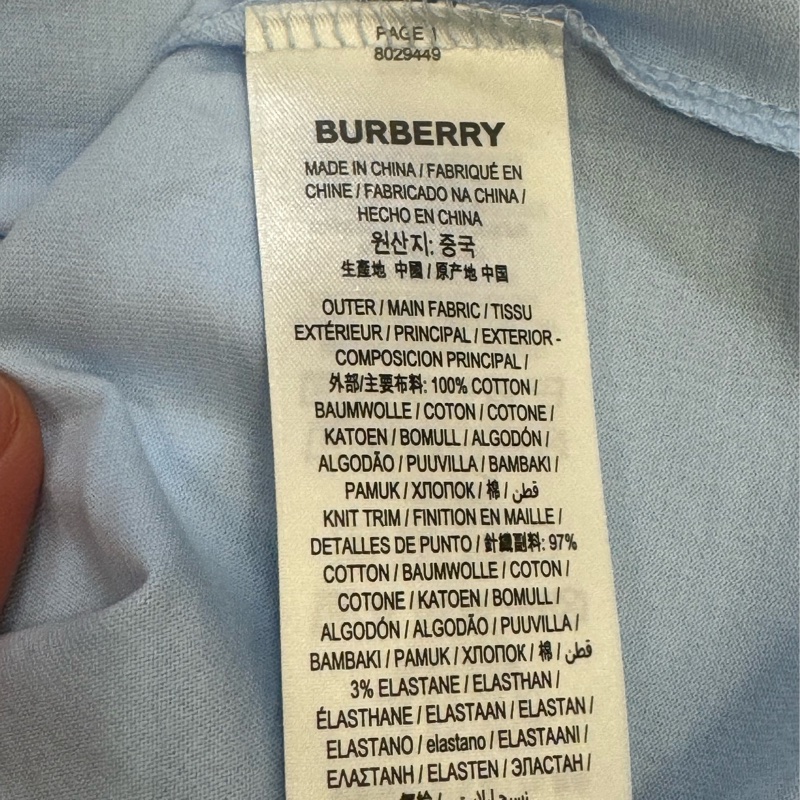 PAGE 1
8029449
BURBERRY
MADE IN CHINA / FABRIQUÉ EN
CHINE / FABRICADO NA CHINA /
HECHO EN CHINA
원산지: 중국
生產地 中國 / 原产地 中国
OUTER / MAIN FABRIC / TISSU
EXTÉRIEUR / PRINCIPAL / EXTERIOR -
COMPOSICION PRINCIPAL /
外部/主要布料: 100% COTTON /
BAUMWOLLE / COTON / COTONE /
KATOEN / BOMULL / ALGODÓN /
ALGODÃO / PUUVILLA / BAMBAKI /
PAMUK / ХЛОПОК / 棉 / قطن
KNIT TRIM / FINITION EN MAILLE /
DETALLES DE PUNTO / 針織副料: 97%
COTTON / BAUMWOLLE / COTON /
COTONE / KATOEN / BOMULL /
ALGODÓN / ALGODÃO / PUUVILLA /
BAMBAKI / PAMUK / ХЛОПОК / 棉 / قطن
3% ELASTANE / ELASTHAN /
ÉLASTHANE / ELASTAAN / ELASTAN /
ELASTANO / elastano / ELASTAANI /
ΕΛΑΣΤΑΝΗ / ELASTEN / ЭЛАСТАН /